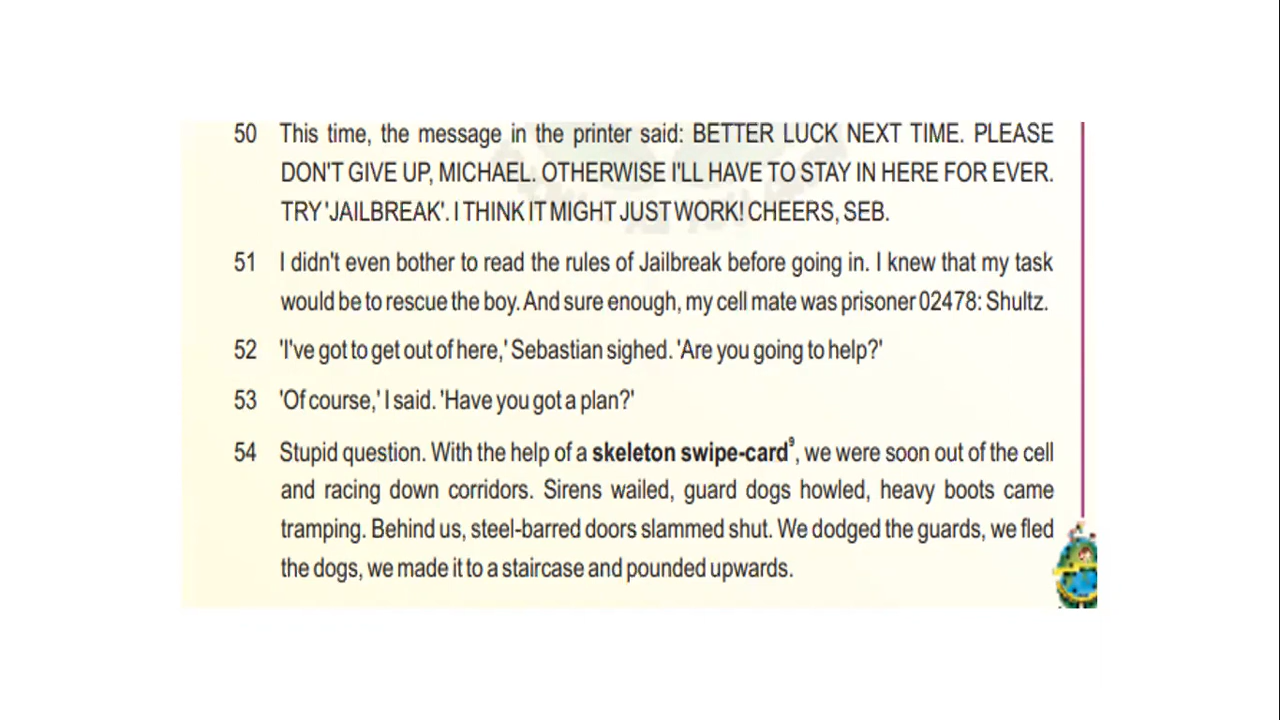 50 This time, the message in the printer said: BETTER LUCK NEXT TIME. PLEASE
DON'T GIVE UP, MICHAEL. OTHERWISE I'LL HAVE TO STAY IN HERE FOR EVER.
TRY 'JAILBREAK'. I THINK IT MIGHT JUST WORK! CHEERS, SEB.
51 I didn't even bother to read the rules of Jailbreak before going in. I knew that my task
would be to rescue the boy. And sure enough, my cell mate was prisoner 02478: Shultz.
52 'I've got to get out of here,' Sebastian sighed. 'Are you going to help?'
53 'Of course,' I said. 'Have you got a plan?'
54 Stupid question. With the help of a skeleton swipe-card⁹, we were soon out of the cell
and racing down corridors. Sirens wailed, guard dogs howled, heavy boots came
tramping. Behind us, steel-barred doors slammed shut. We dodged the guards, we fled
the dogs, we made it to a staircase and pounded upwards.